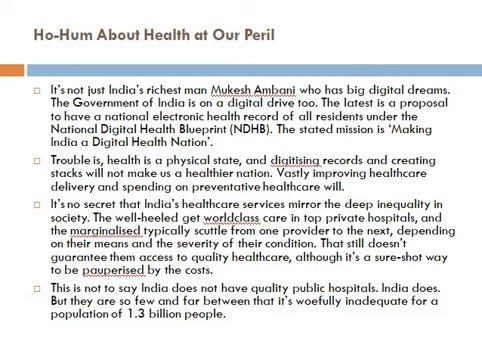 Ho-Hum About Health at Our Peril
It's not just India's richest man Mukesh Ambani who has big digital dreams.
The Government of India is on a digital drive too. The latest is a proposal
to have a national electronic health record of all residents under the
National Digital Health Blueprint (NDHB). The stated mission is 'Making
India a Digital Health Nation'.
Trouble is, health is a physical state, and digitising records and creating
stacks will not make us a healthier nation. Vastly improving healthcare
delivery and spending on preventative healthcare will.
It's no secret that India's healthcare services mirror the deep inequality in
society. The well-heeled get worldclass care in top private hospitals, and
the marginalised typically scuttle from one provider to the next, depending
on their means and the severity of their condition. That still doesn't
guarantee them access to quality healthcare, although it's a sure-shot way
to be pauperised by the costs.
This is not to say India does not have quality public hospitals. India does.
But they are so few and far between that it's woefully inadequate for a
population of 1.3 billion people.